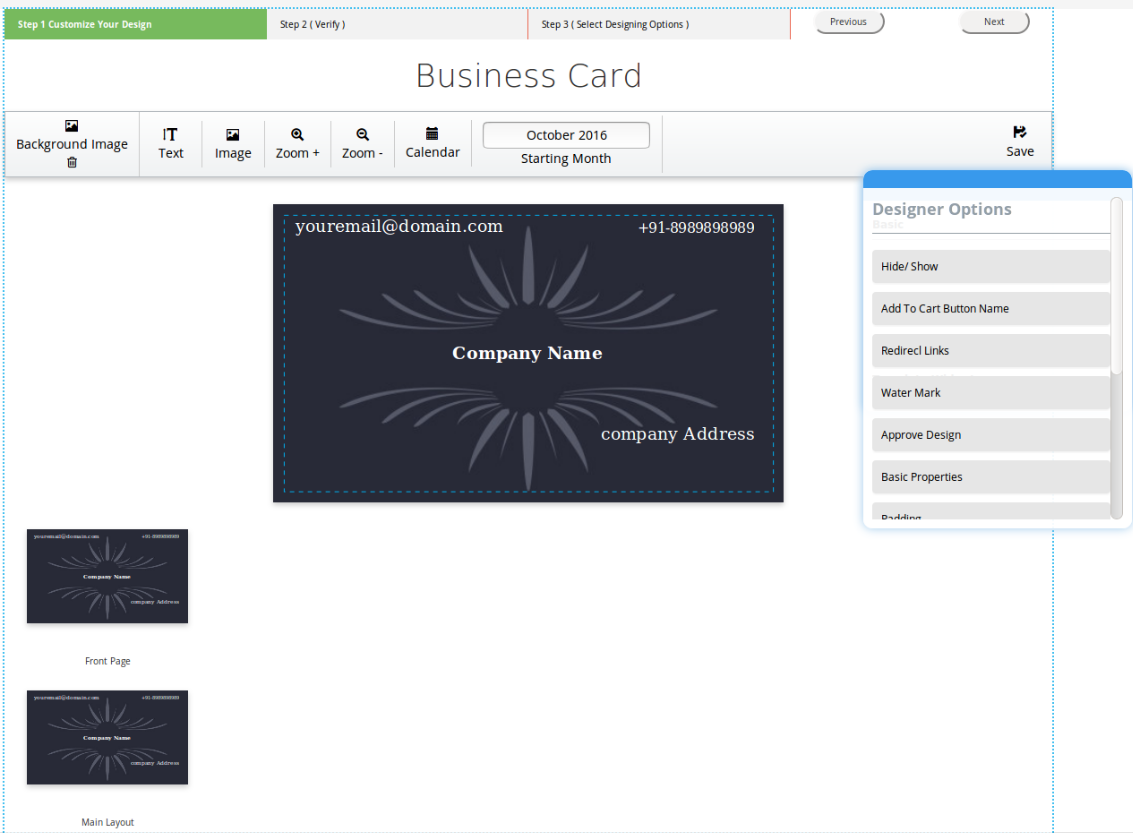 Step 1 Customize Your Design
Step 2 ( Verify )
Step 3 ( Select Designing Options )
Previous
Next
Business Card
Background Image
Text
Image
Zoom +
Zoom -
Calendar
October 2016
Starting Month
Save
Designer Options
Basic
Hide/ Show
Add To Cart Button Name
Redirecl Links
Water Mark
Approve Design
Basic Properties
Padding
youremail@domain.com
+91-8989898989
Company Name
company Address
youremail@domain.com
+91-8989898989
Company Name
company Address
Front Page
youremail@domain.com
+91-8989898989
Company Name
company Address
Main Layout